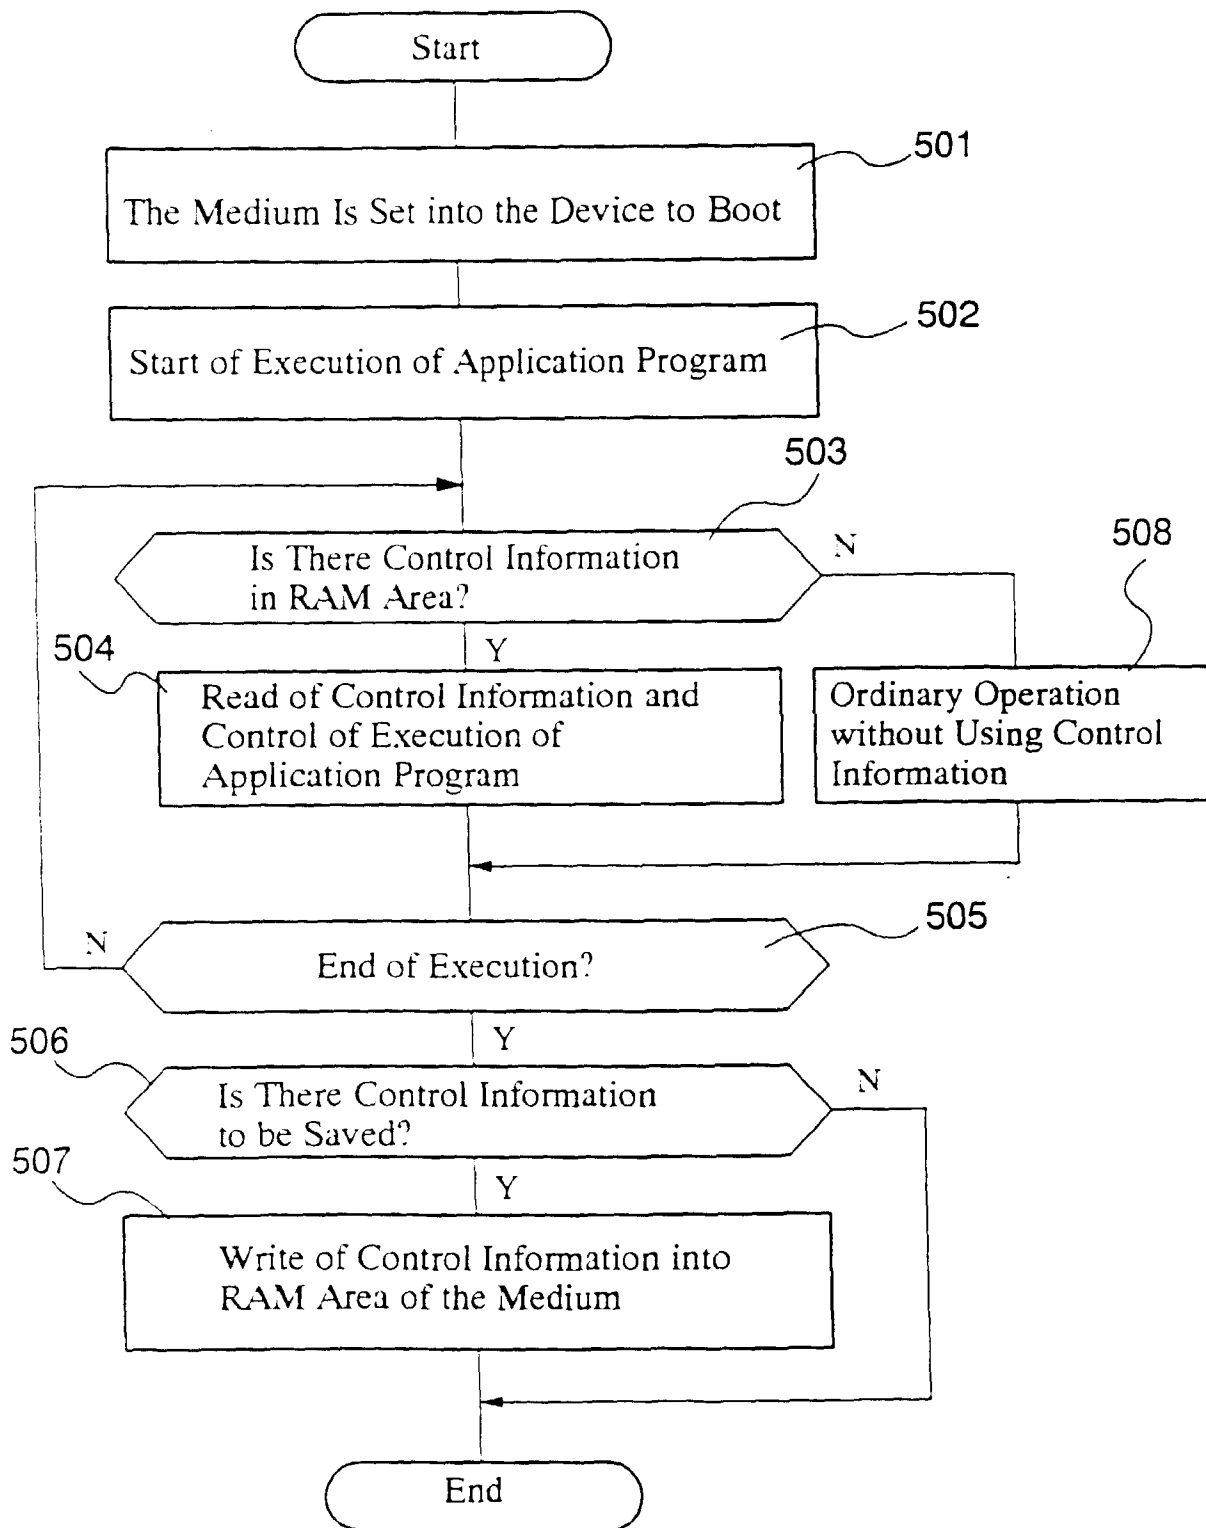 Start
501
The Medium Is Set into the Device to Boot
502
Start of Execution of Application Program
503
Is There Control Information
in RAM Area?
N
508
Y
504
Read of Control Information and
Control of Execution of
Application Program
Ordinary Operation
without Using Control
Information
505
N
End of Execution?
Y
506
N
Is There Control Information
to be Saved?
507
Y
Write of Control Information into
RAM Area of the Medium
End